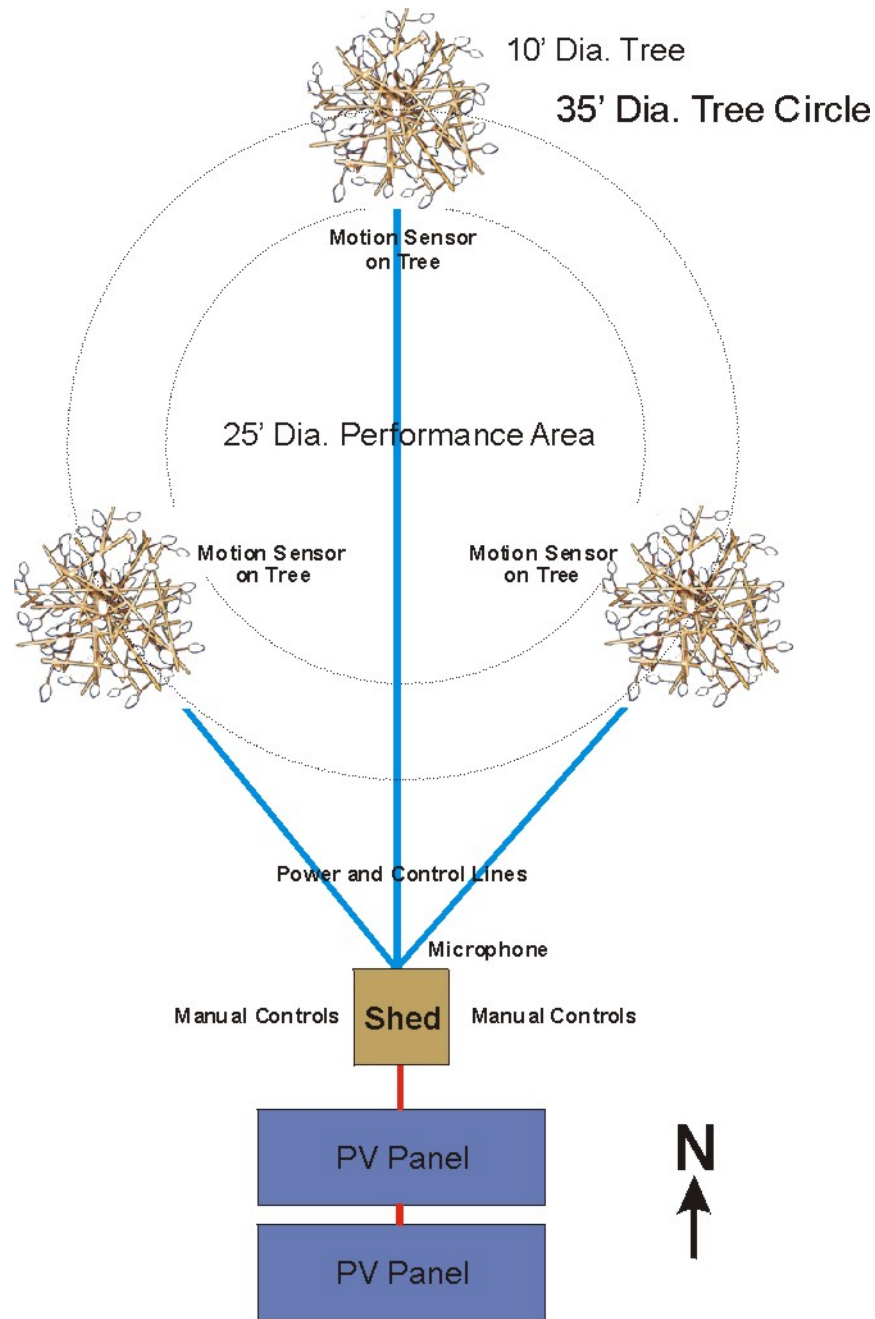 10' Dia. Tree
35' Dia. Tree Circle
Motion Sensor
on Tree
25' Dia. Performance Area
Motion Sensor
on Tree
Motion Sensor
on Tree
Power and Control Lines
Microphone
Manual Controls
Shed
Manual Controls
PV Panel
N
PV Panel